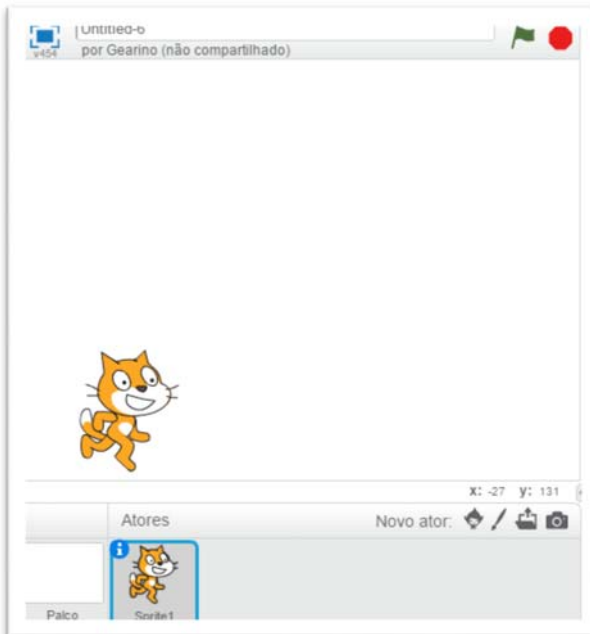 Untitled-6
v454
por Gearino (não compartilhado)
x: -27 y: 131
Atores
Novo ator:
Palco
Sprite1